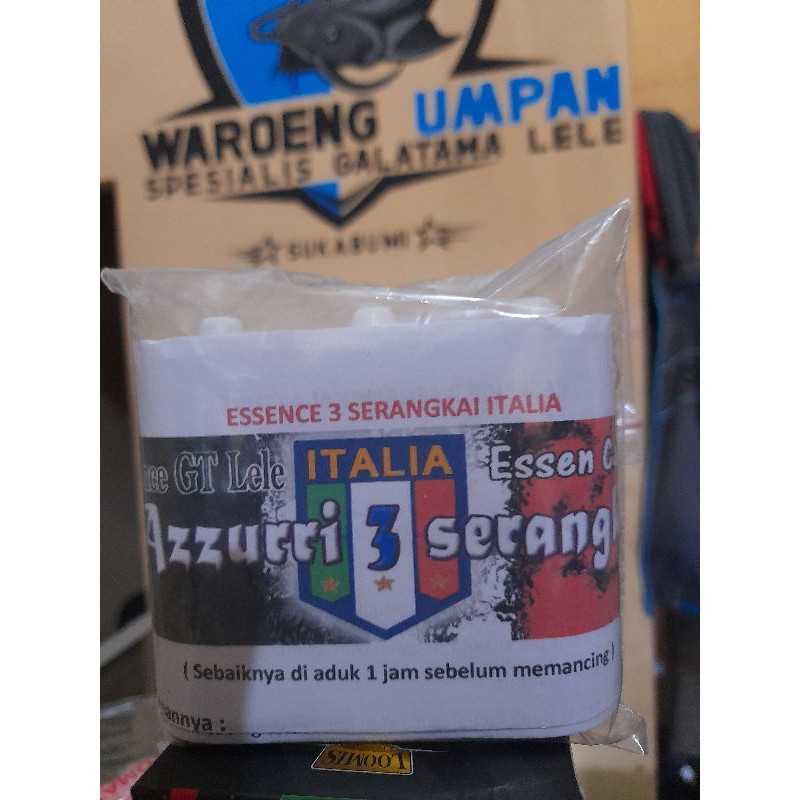 WAROENG UMPAN
SPESIALIS GALATAMA LELE
SUKABUMI
ESSENCE 3 SERANGKAI ITALIA
GT Lele ITALIA Essen
Azzurri 3 serang
( Sebaiknya di aduk 1 jam sebelum memancing )
annya :
LOOMIS